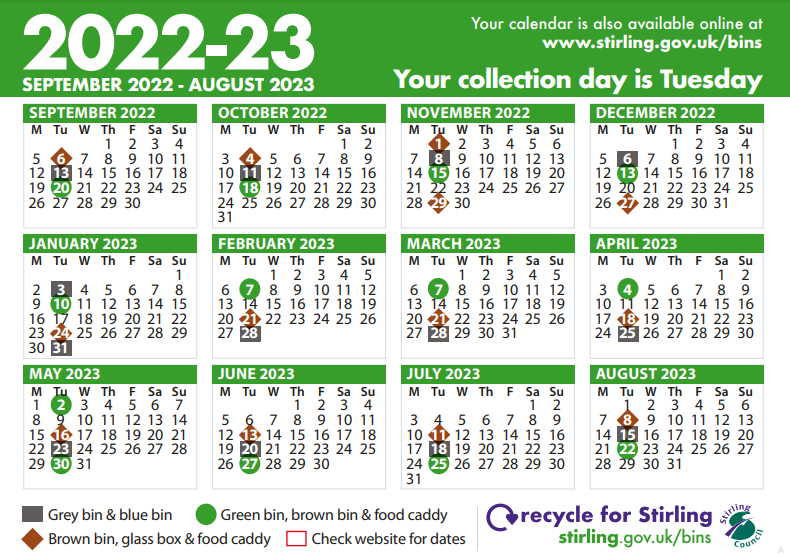 2022-23
SEPTEMBER 2022 - AUGUST 2023
Your calendar is also available online at
www.stirling.gov.uk/bins
Your collection day is Tuesday
SEPTEMBER 2022
M Tu W Th F Sa Su
1 2 3 4
5 6 7 8 9 10 11
12 13 14 15 16 17 18
19 20 21 22 23 24 25
26 27 28 29 30
OCTOBER 2022
M Tu W Th F Sa Su
1 2
3 4 5 6 7 8 9
10 11 12 13 14 15 16
17 18 19 20 21 22 23
24 25 26 27 28 29 30
31
NOVEMBER 2022
M Tu W Th F Sa Su
1 2 3 4 5 6
7 8 9 10 11 12 13
14 15 16 17 18 19 20
21 22 23 24 25 26 27
28 29 30
DECEMBER 2022
M Tu W Th F Sa Su
1 2 3 4
5 6 7 8 9 10 11
12 13 14 15 16 17 18
19 20 21 22 23 24 25
26 27 28 29 30 31
JANUARY 2023
M Tu W Th F Sa Su
1
2 3 4 5 6 7 8
9 10 11 12 13 14 15
16 17 18 19 20 21 22
23 24 25 26 27 28 29
30 31
FEBRUARY 2023
M Tu W Th F Sa Su
1 2 3 4 5
6 7 8 9 10 11 12
13 14 15 16 17 18 19
20 21 22 23 24 25 26
27 28
MARCH 2023
M Tu W Th F Sa Su
1 2 3 4 5
6 7 8 9 10 11 12
13 14 15 16 17 18 19
20 21 22 23 24 25 26
27 28 29 30 31
APRIL 2023
M Tu W Th F Sa Su
1 2
3 4 5 6 7 8 9
10 11 12 13 14 15 16
17 18 19 20 21 22 23
24 25 26 27 28 29 30
MAY 2023
M Tu W Th F Sa Su
1 2 3 4 5 6 7
8 9 10 11 12 13 14
15 16 17 18 19 20 21
22 23 24 25 26 27 28
29 30 31
JUNE 2023
M Tu W Th F Sa Su
1 2 3 4
5 6 7 8 9 10 11
12 13 14 15 16 17 18
19 20 21 22 23 24 25
26 27 28 29 30
JULY 2023
M Tu W Th F Sa Su
1 2
3 4 5 6 7 8 9
10 11 12 13 14 15 16
17 18 19 20 21 22 23
24 25 26 27 28 29 30
31
AUGUST 2023
M Tu W Th F Sa Su
1 2 3 4 5 6
7 8 9 10 11 12 13
14 15 16 17 18 19 20
21 22 23 24 25 26 27
28 29 30 31
Grey bin & blue bin
Green bin, brown bin & food caddy
Brown bin, glass box & food caddy
Check website for dates
recycle for Stirling
stirling.gov.uk/bins
Stirling
Council
A